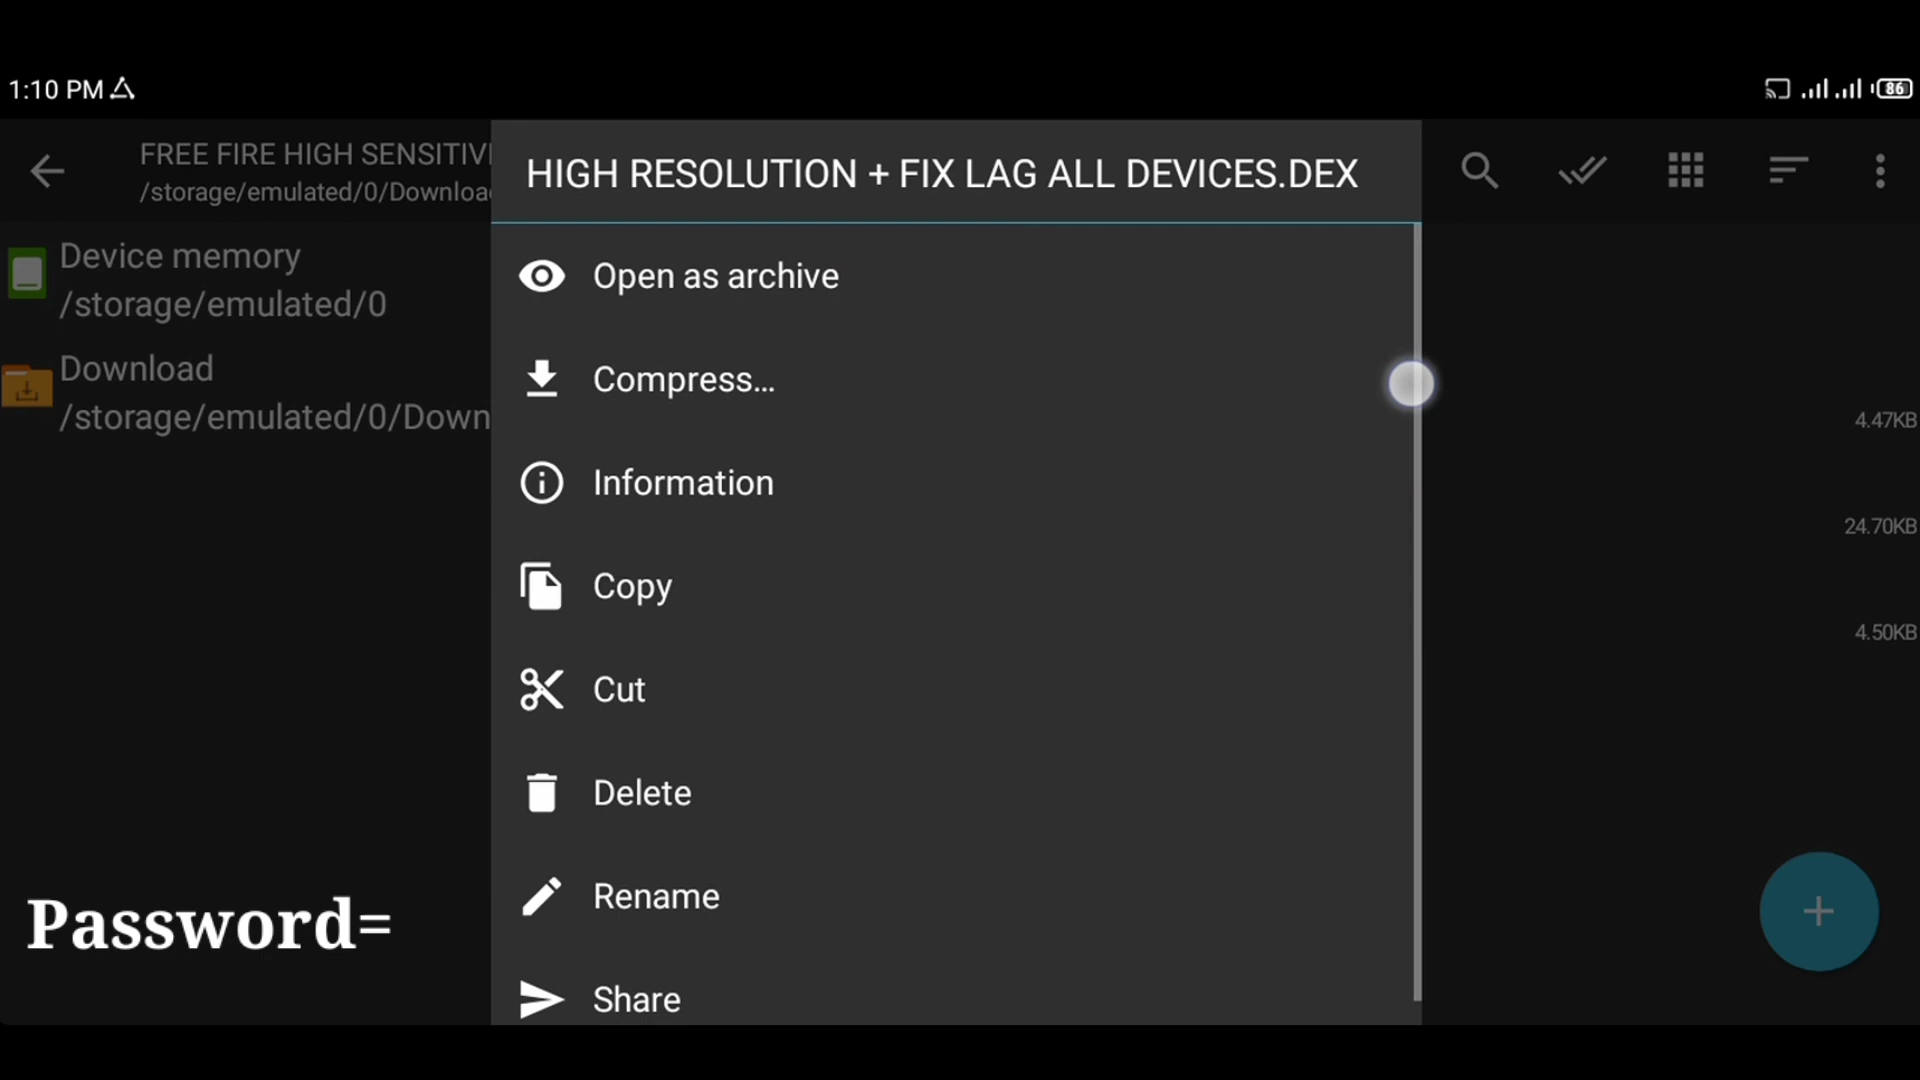 1:10 PM
86
FREE FIRE HIGH SENSITIVI
/storage/emulated/0/Downloa
HIGH RESOLUTION + FIX LAG ALL DEVICES.DEX
Device memory
/storage/emulated/0
Download
/storage/emulated/0/Down
Open as archive
Compress...
Information
Copy
Cut
Delete
Rename
Share
4.47KB
24.70KB
4.50KB
Password=